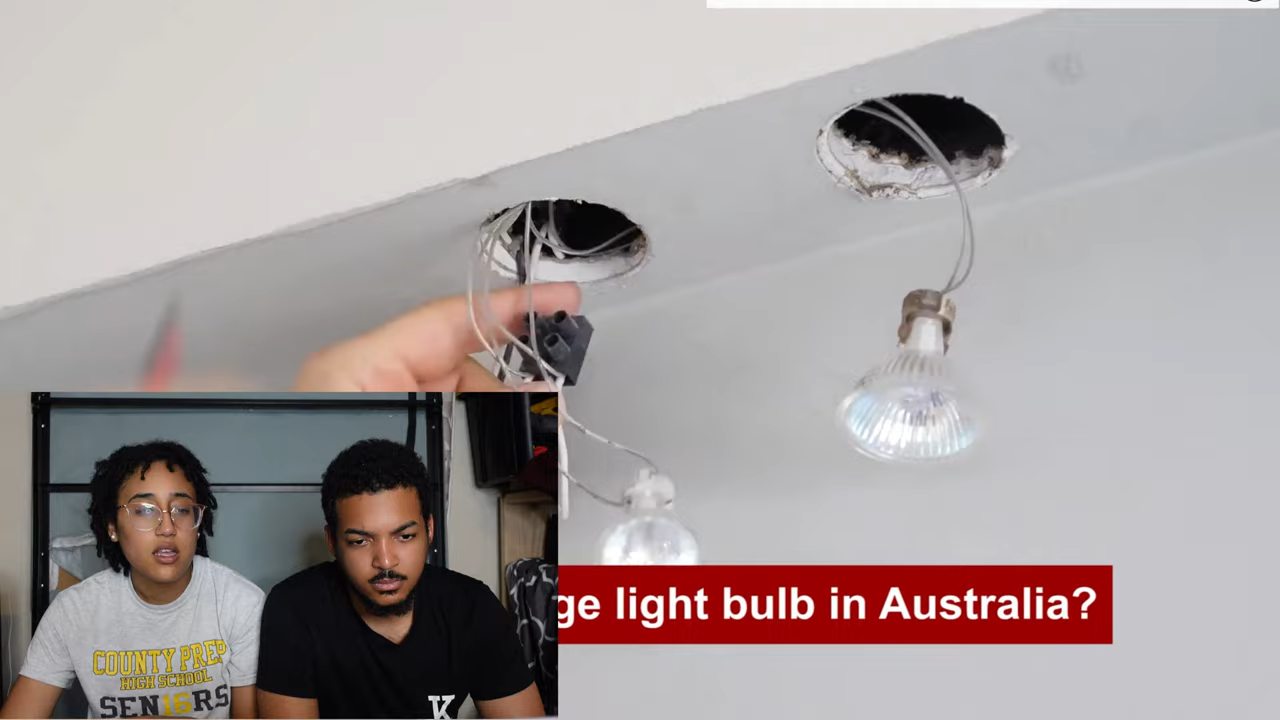 ge light bulb in Australia?
COUNTY PREP
HIGH SCHOOL
SEN16RS
K